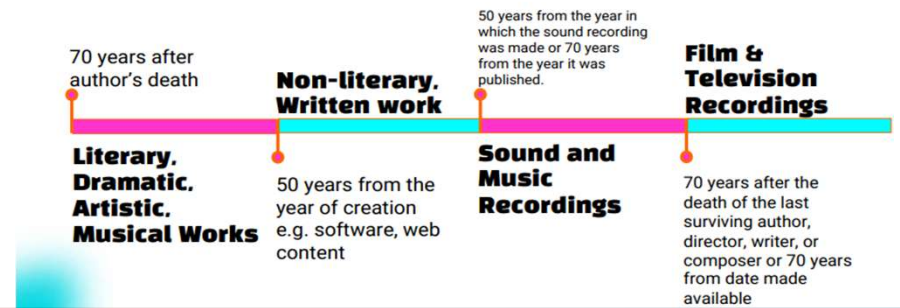 70 years after
author's death
Literary,
Dramatic,
Artistic,
Musical Works
Non-literary,
Written work
50 years from the
year of creation
e.g. software, web
content
50 years from the year in
which the sound recording
was made or 70 years
from the year it was
published.
Sound and
Music
Recordings
Film &
Television
Recordings
70 years after the
death of the last
surviving author,
director, writer, or
composer or 70 years
from date made
available